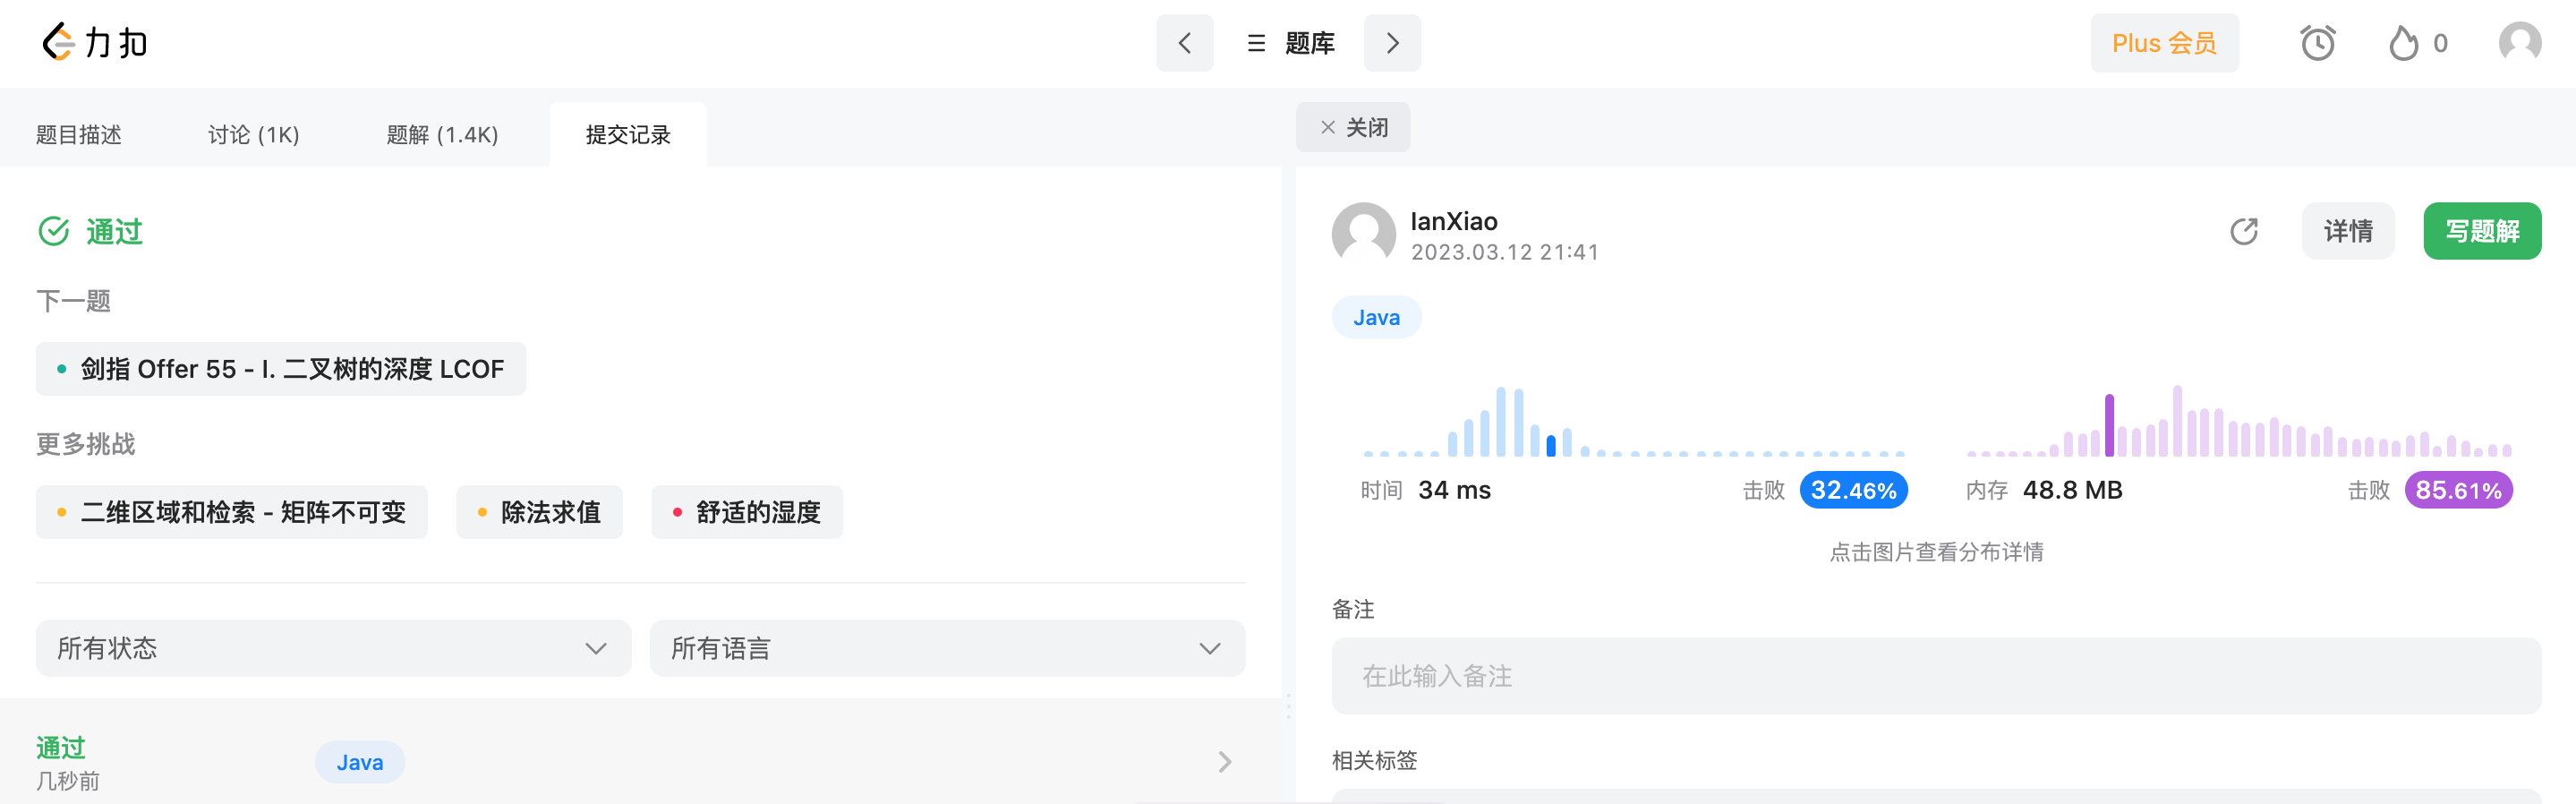 力扣
题库
Plus 会员
0
题目描述
讨论 (1K)
题解 (1.4K)
提交记录
通过
下一题
剑指 Offer 55 - I. 二叉树的深度 LCOF
更多挑战
二维区域和检索 - 矩阵不可变
除法求值
舒适的湿度
所有状态
所有语言
通过
几秒前
Java
关闭
IanXiao
2023.03.12 21:41
详情
写题解
Java
时间 34 ms
击败 32.46%
内存 48.8 MB
击败 85.61%
点击图片查看分布详情
备注
在此输入备注
相关标签